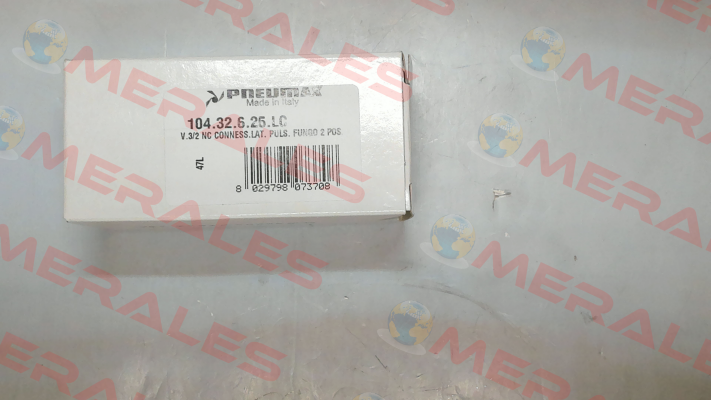 PNEUMAX
Made in Italy
104.32.6.25.LC
V.3/2 NC CONNESS.LAT. PULS. FUNGO 2 POS
47L
8 029798 073708
MERALES
MERALES
MERALES
MERALES
MERALES
MERALES